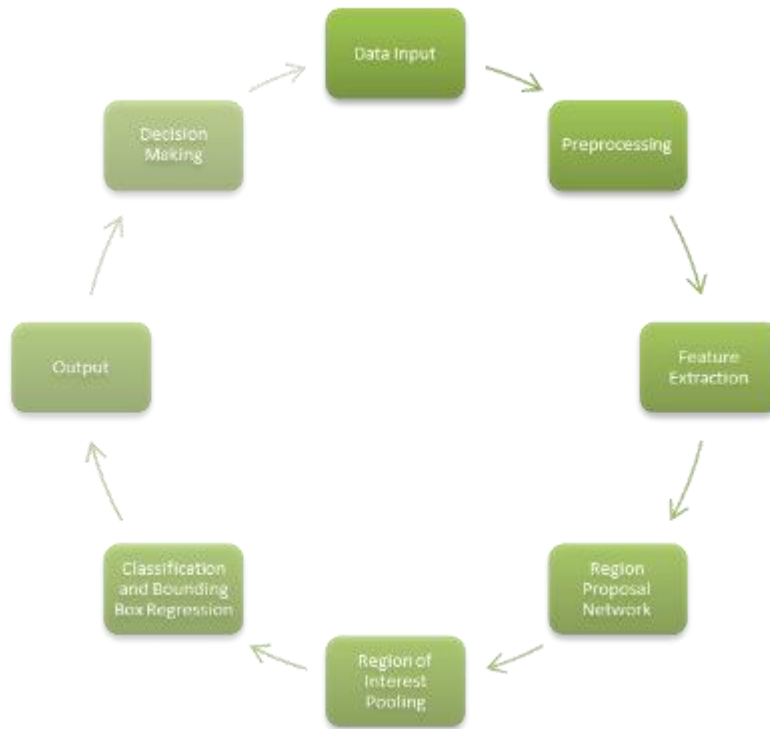 Data Input
Preprocessing
Feature
Extraction
Region
Proposal
Network
Region of
Interest
Pooling
Classification
and Bounding
Box Regression
Output
Decision
Making